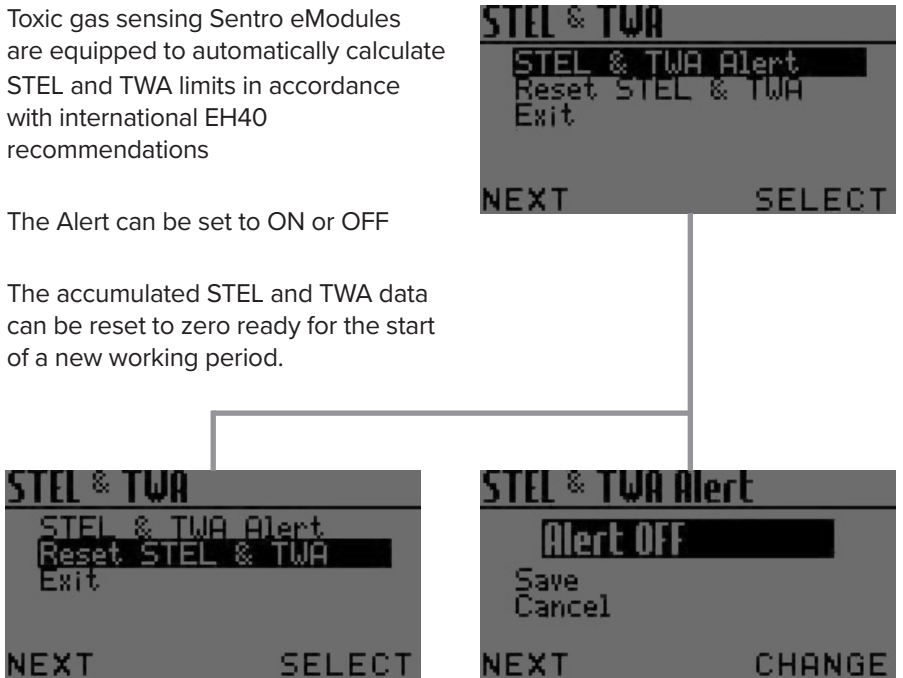 Toxic gas sensing Sentro eModules
are equipped to automatically calculate
STEL and TWA limits in accordance
with international EH40
recommendations
The Alert can be set to ON or OFF
The accumulated STEL and TWA data
can be reset to zero ready for the start
of a new working period.
STEL & TWA
STEL & TWA Alert
Reset STEL & TWA
Exit
NEXT SELECT
STEL & TWA
STEL & TWA Alert
Reset STEL & TWA
Exit
NEXT SELECT
STEL & TWA Alert
Alert OFF
Save
Cancel
NEXT CHANGE